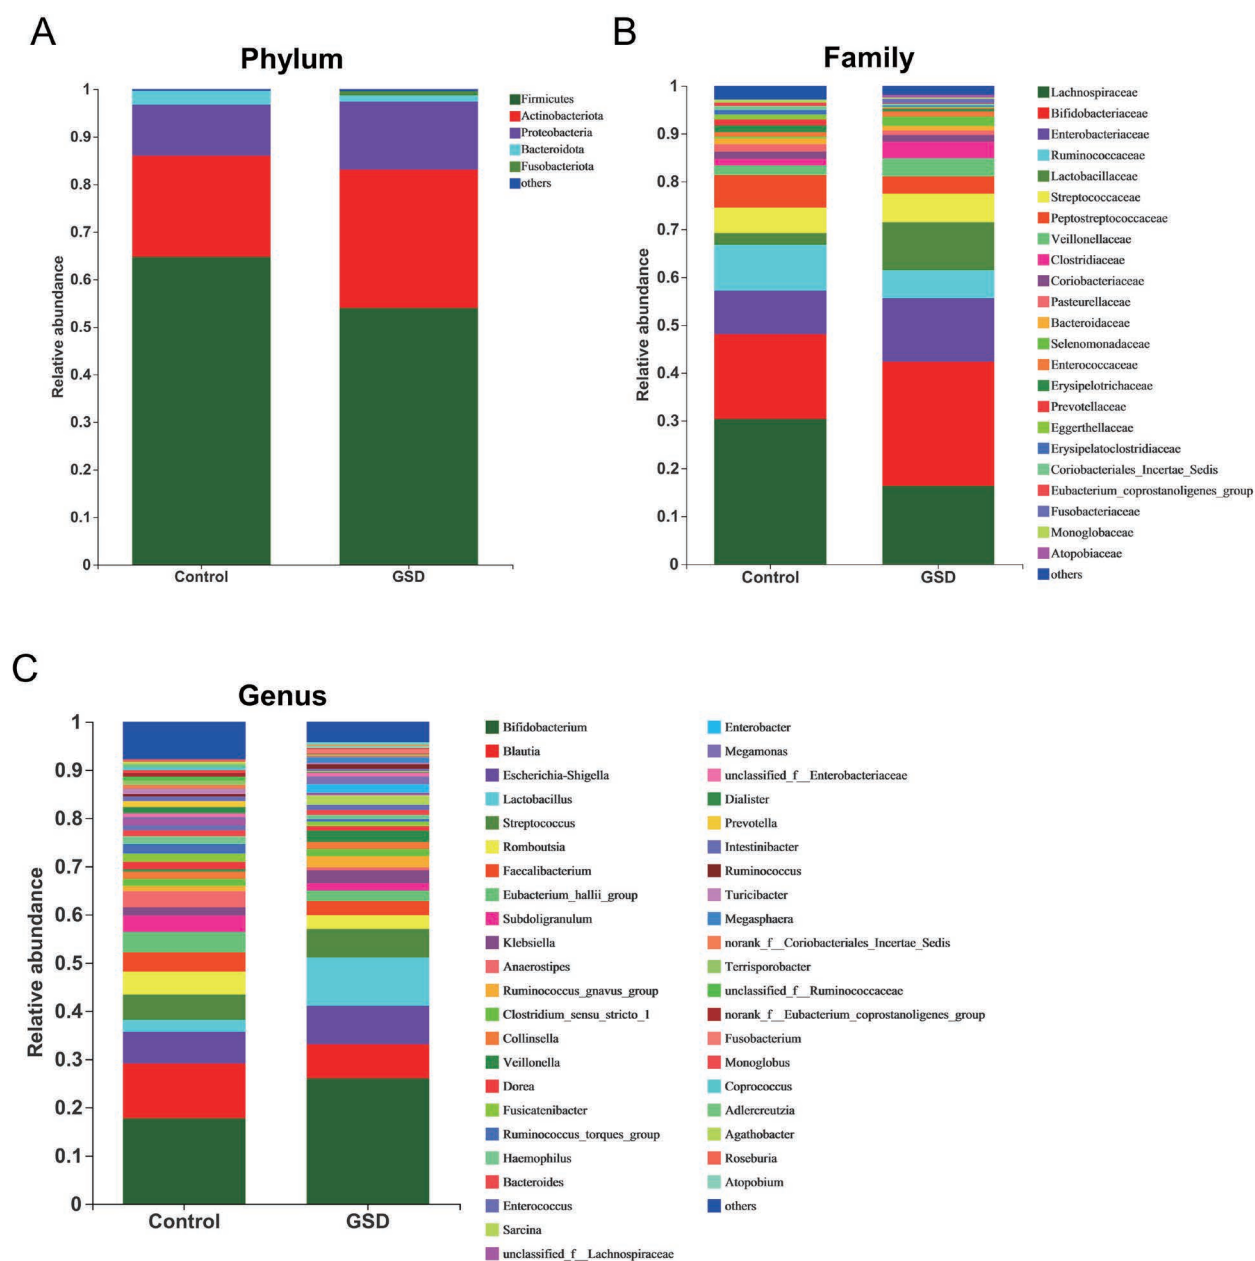 A
Phylum
Relative abundance
1
0.9
0.8
0.7
0.6
0.5
0.4
0.3
0.2
0.1
0
Control
GSD
Firmicutes
Actinobacteriota
Proteobacteria
Bacteroidota
Fusobacteriota
others
B
Family
Relative abundance
1
0.9
0.8
0.7
0.6
0.5
0.4
0.3
0.2
0.1
0
Control
GSD
Lachnospiraceae
Bifidobacteriaceae
Enterobacteriaceae
Ruminococcaceae
Lactobacillaceae
Streptococcaceae
Peptostreptococcaceae
Veillonellaceae
Clostridiaceae
Coriobacteriaceae
Pasteurellaceae
Bacteroidaceae
Selenomonadaceae
Enterococcaceae
Erysipelotrichaceae
Prevotellaceae
Eggerthellaceae
Erysipelatoclostridiaceae
Coriobacteriales_Incertae_Sedis
Eubacterium_coprostanoligenes_group
Fusobacteriaceae
Monoglobaceae
Atopobiaceae
others
C
Genus
Relative abundance
1
0.9
0.8
0.7
0.6
0.5
0.4
0.3
0.2
0.1
0
Control
GSD
Bifidobacterium
Blautia
Escherichia-Shigella
Lactobacillus
Streptococcus
Romboutsia
Faecalibacterium
Eubacterium_hallii_group
Subdoligranulum
Klebsiella
Anaerostipes
Ruminococcus_gnavus_group
Clostridium_sensu_stricto_1
Collinsella
Veillonella
Dorea
Fusicatenibacter
Ruminococcus_torques_group
Haemophilus
Bacteroides
Enterococcus
Sarcina
unclassified_f__Lachnospiraceae
Enterobacter
Megamonas
unclassified_f__Enterobacteriaceae
Dialister
Prevotella
Intestinibacter
Ruminococcus
Turicibacter
Megasphaera
norank_f__Coriobacteriales_Incertae_Sedis
Terrisporobacter
unclassified_f__Ruminococcaceae
norank_f__Eubacterium_coprostanoligenes_group
Fusobacterium
Monoglobus
Coprococcus
Adlercreutzia
Agathobacter
Roseburia
Atopobium
others